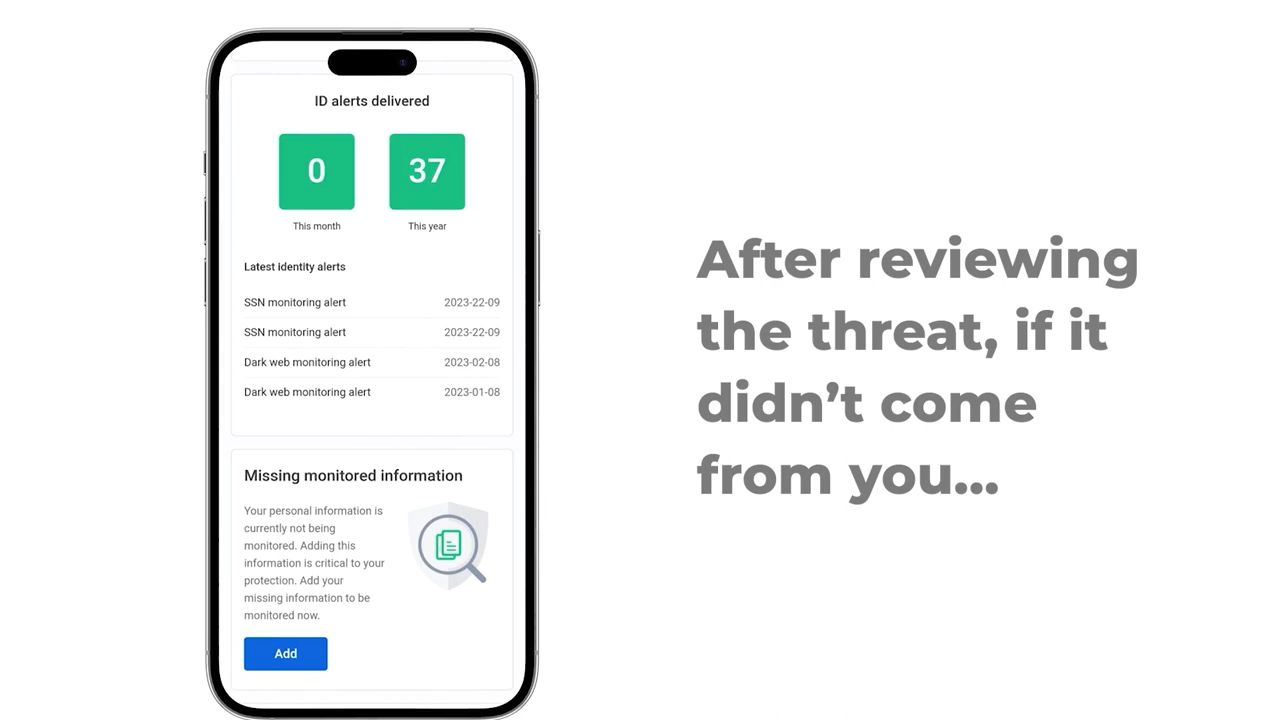 ID alerts delivered
0
37
This month
This year
Latest identity alerts
SSN monitoring alert 2023-22-09
SSN monitoring alert 2023-22-09
Dark web monitoring alert 2023-02-08
Dark web monitoring alert 2023-01-08
Missing monitored information
Your personal information is
currently not being
monitored. Adding this
information is critical to your
protection. Add your
missing information to be
monitored now.
Add
After reviewing
the threat, if it
didn’t come
from you...